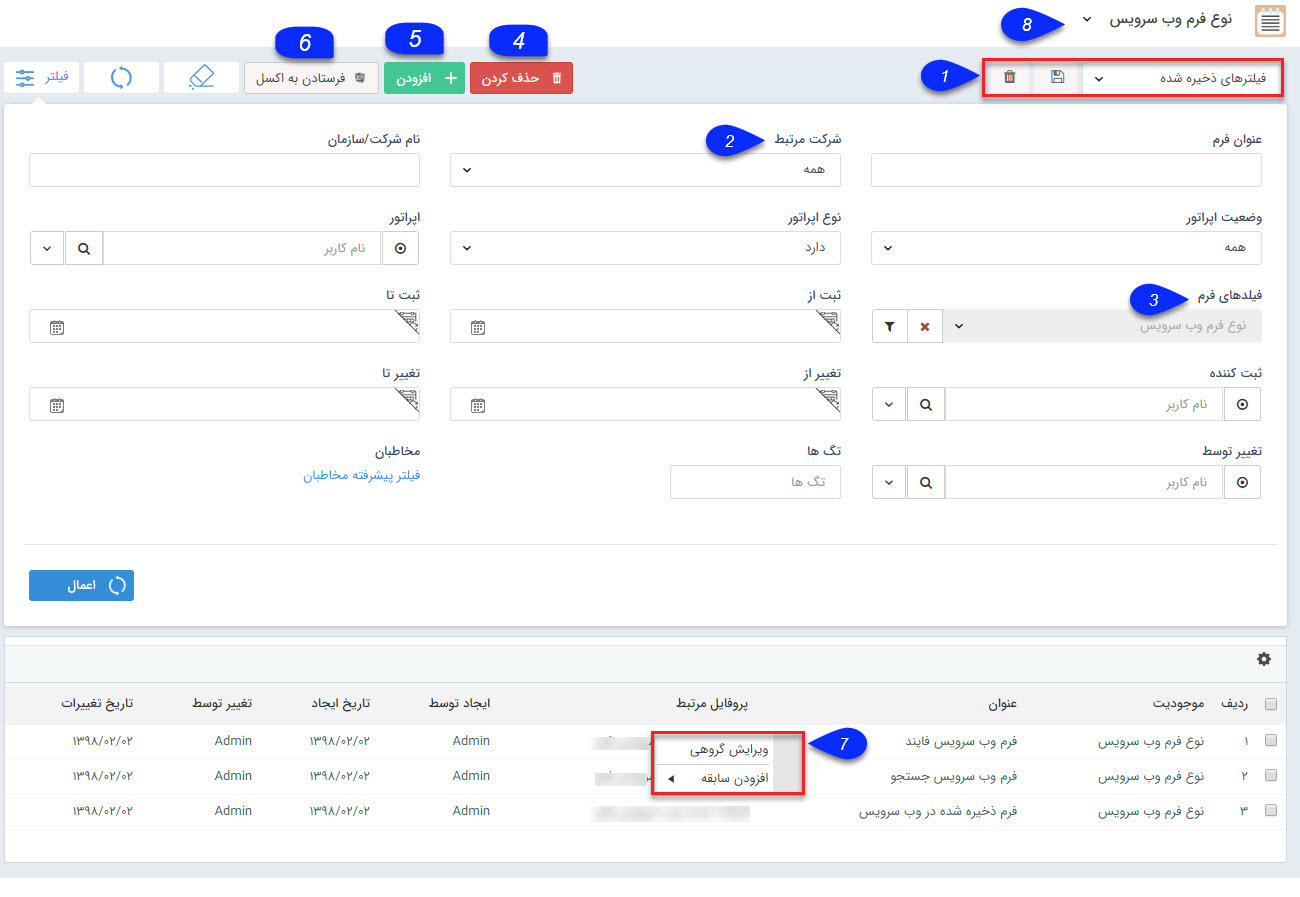 نوع فرم وب سرویس
8
1
فیلترهای ذخیره شده
4
5
6
حذف کردن
افزودن
فرستادن به اکسل
فیلتر
عنوان فرم
2
شرکت مرتبط
نام شرکت/سازمان
همه
وضعیت اپراتور
نوع اپراتور
اپراتور
همه
دارد
نام کاربر
3
فیلدهای فرم
ثبت از
ثبت تا
نوع فرم وب سرویس
ثبت کننده
تغییر از
تغییر تا
نام کاربر
تغییر توسط
تگ ها
مخاطبان
نام کاربر
تگ ها
فیلتر پیشرفته مخاطبان
اعمال
ردیف موجودیت عنوان پروفایل مرتبط ایجاد توسط تاریخ ایجاد تغییر توسط تاریخ تغییرات
۱ نوع فرم وب سرویس فرم وب سرویس فایند Admin ۱۳۹۸/۰۲/۰۲ Admin ۱۳۹۸/۰۲/۰۲
7
ویرایش گروهی
افزودن سابقه
۲ نوع فرم وب سرویس فرم وب سرویس جستجو Admin ۱۳۹۸/۰۲/۰۲ Admin ۱۳۹۸/۰۲/۰۲
۳ نوع فرم وب سرویس فرم ذخیره شده در وب سرویس Admin ۱۳۹۸/۰۲/۰۲ Admin ۱۳۹۸/۰۲/۰۲